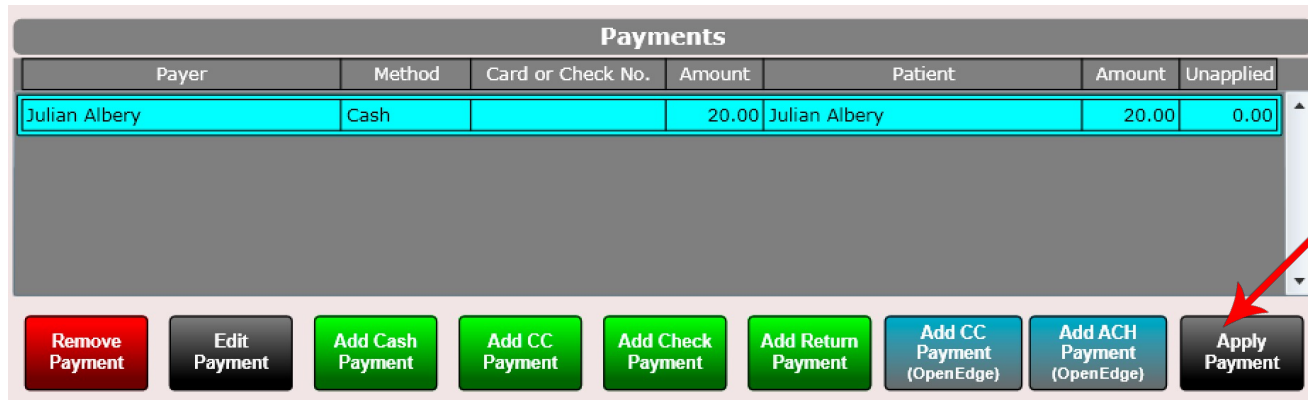 Payments
Payer Method Card or Check No. Amount Patient Amount Unapplied
Julian Albery Cash 20.00 Julian Albery 20.00 0.00
Remove Payment
Edit Payment
Add Cash Payment
Add CC Payment
Add Check Payment
Add Return Payment
Add CC Payment (OpenEdge)
Add ACH Payment (OpenEdge)
Apply Payment